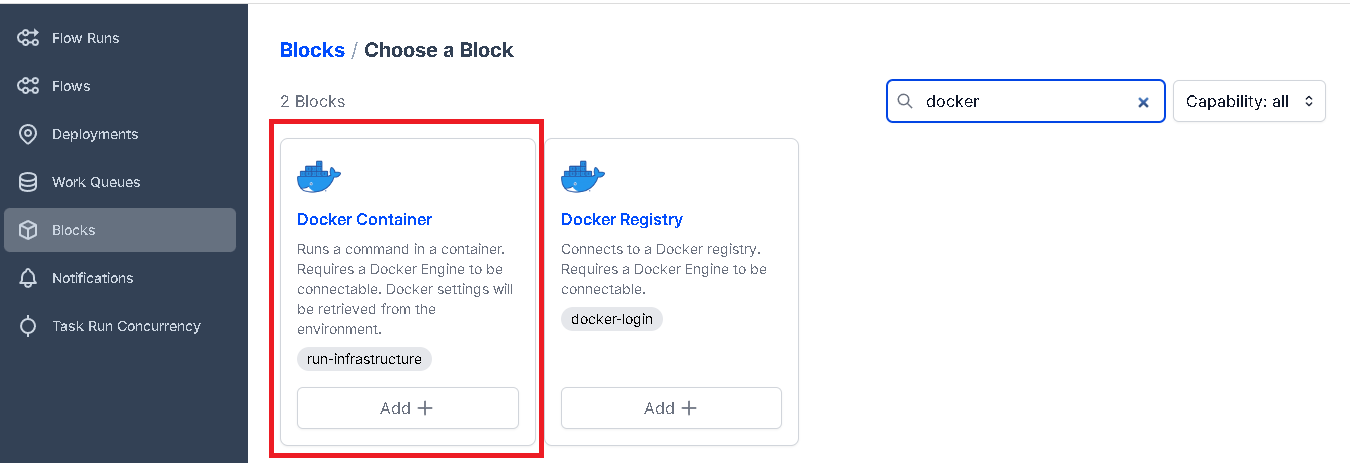 Flow Runs
Flows
Deployments
Work Queues
Blocks
Notifications
Task Run Concurrency
Blocks / Choose a Block
2 Blocks
docker
Capability: all
Docker Container
Runs a command in a container.
Requires a Docker Engine to be
connectable. Docker settings will
be retrieved from the
environment.
run-infrastructure
Add
Docker Registry
Connects to a Docker registry.
Requires a Docker Engine to be
connectable.
docker-login
Add